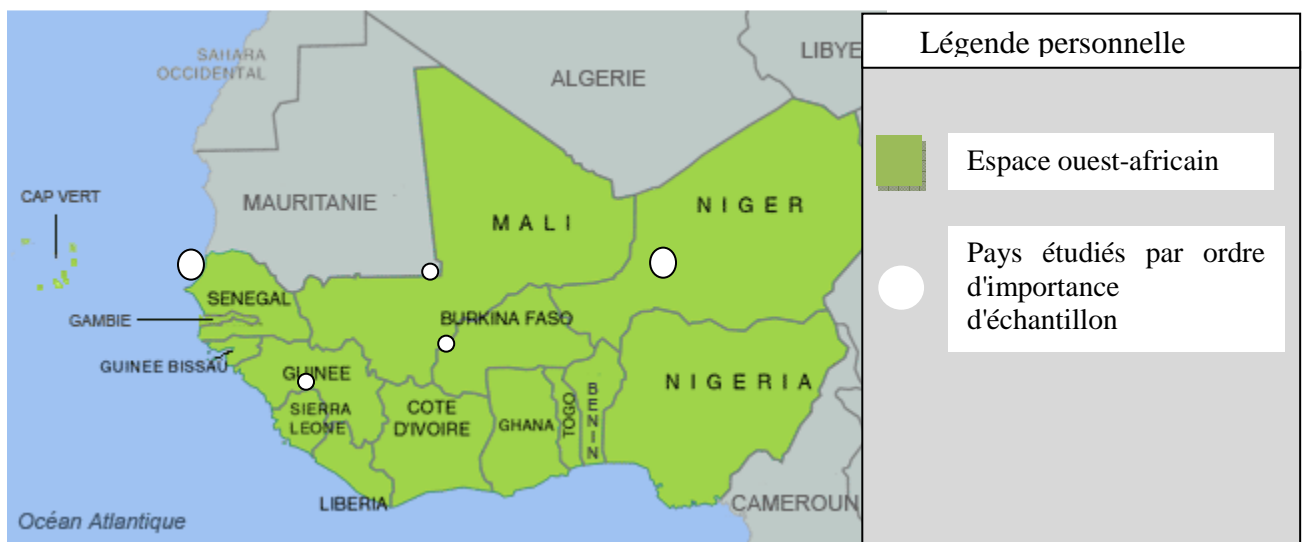 SAHARA
OCCIDENTAL
ALGERIE
LIBYE
CAP VERT
MAURITANIE
MALI
NIGER
SENEGAL
GAMBIE
BURKINA FASO
GUINEE BISSAU
GUINEE
NIGERIA
SIERRA
LEONE
COTE
D'IVOIRE
GHANA
TOGO
BENIN
LIBERIA
CAMEROUN
Océan Atlantique
Légende personnelle
Espace ouest-africain
Pays étudiés par ordre
d'importance
d'échantillon